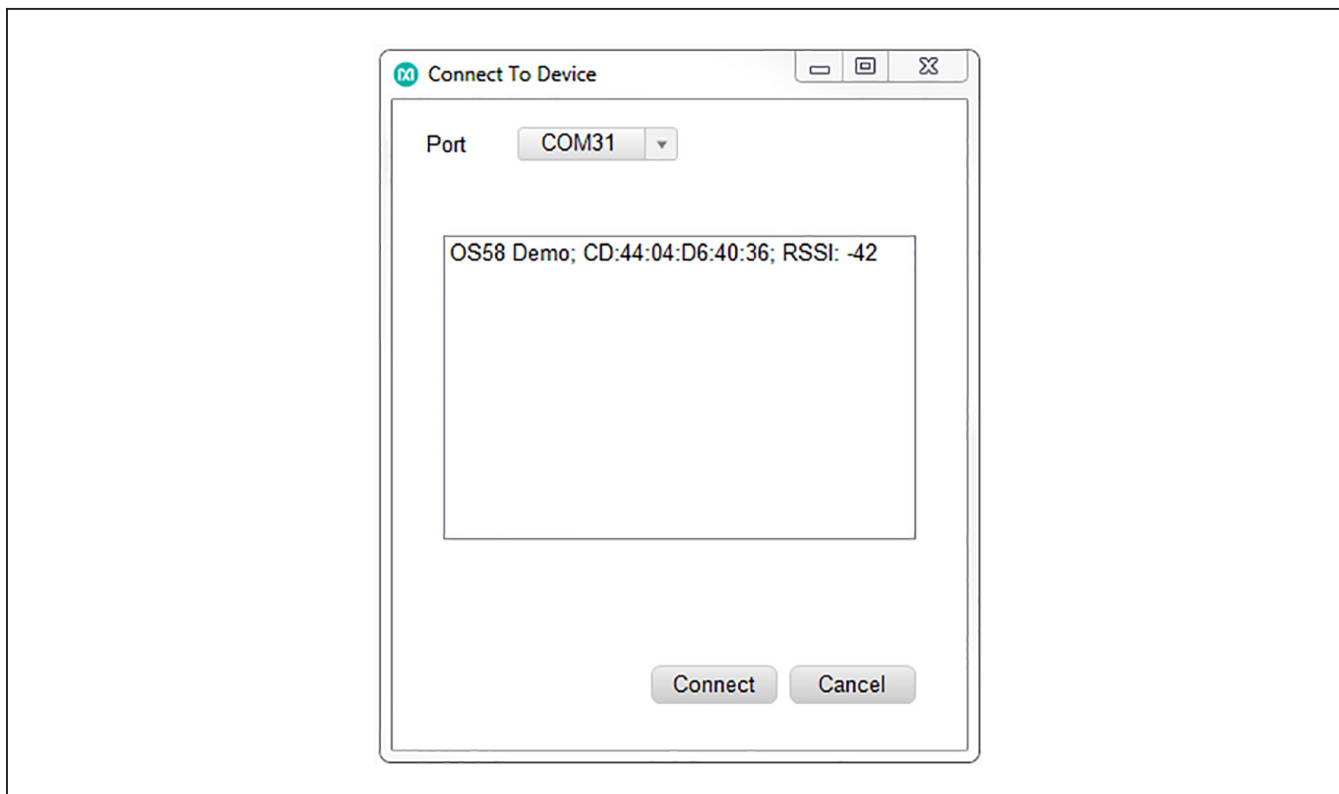 Connect To Device
Port COM31
OS58 Demo; CD:44:04:D6:40:36; RSSI: -42
Connect Cancel